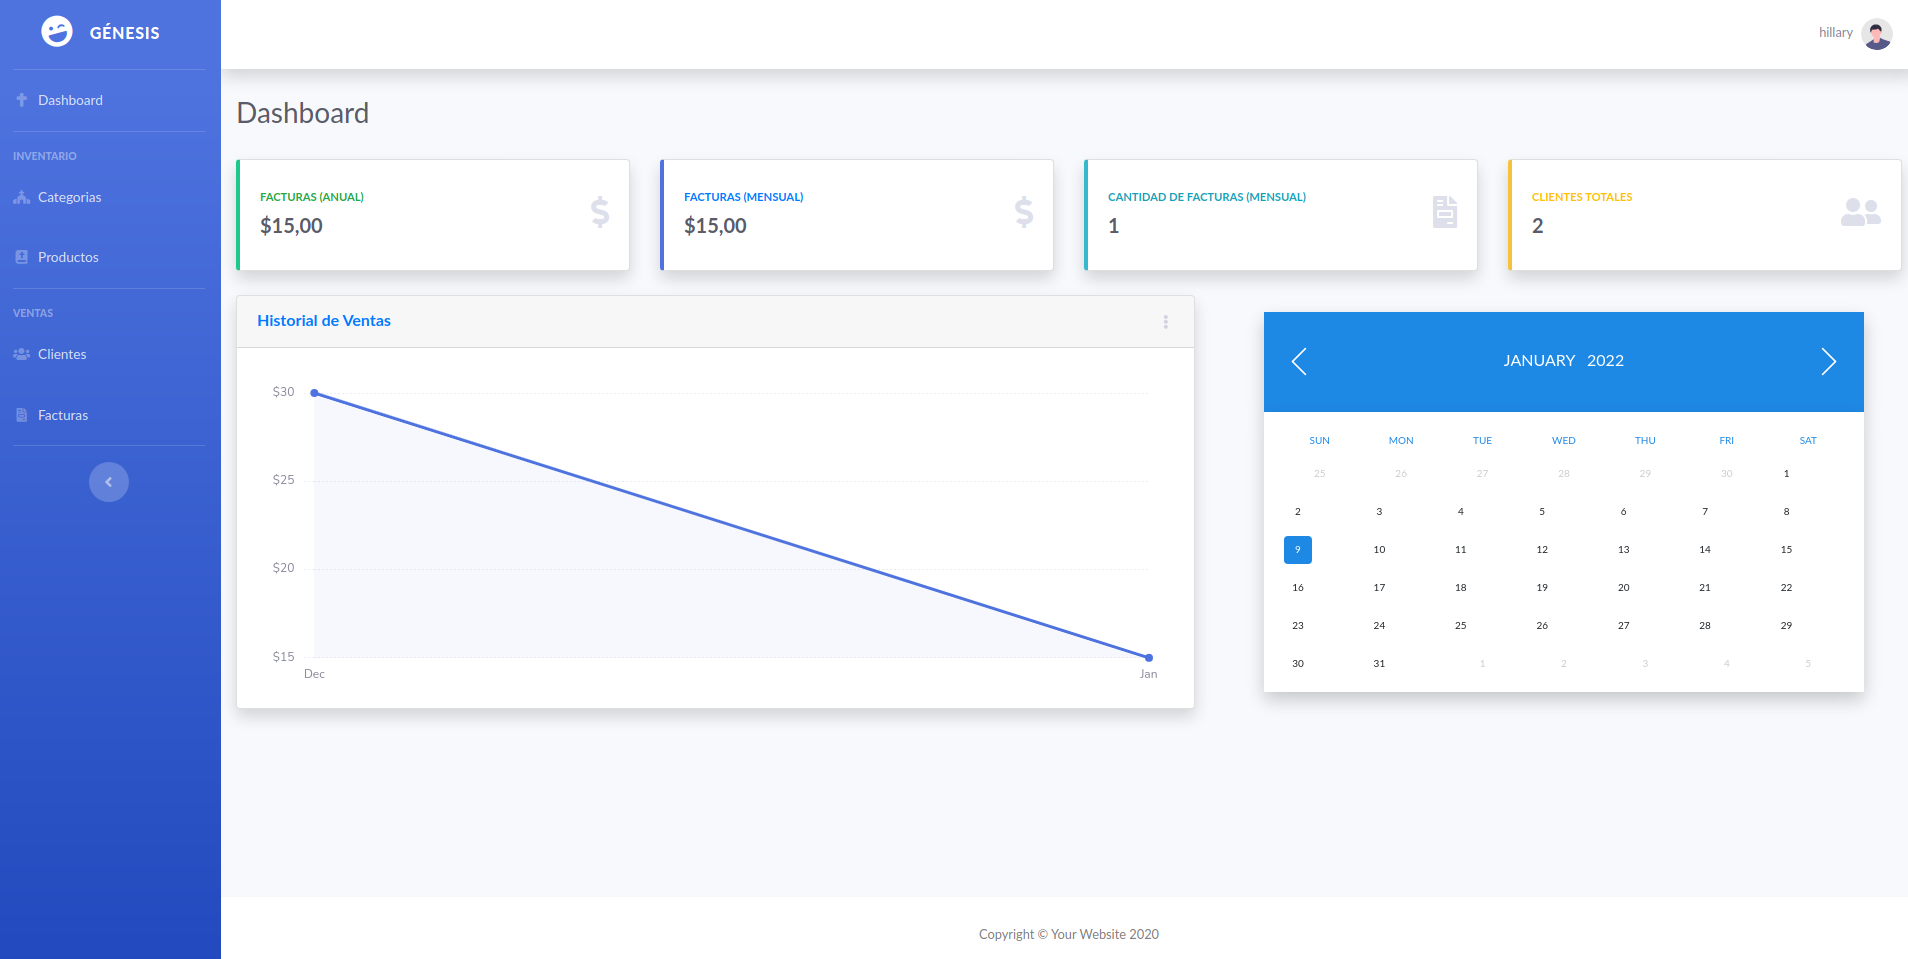 GÉNESIS
hillary
Dashboard
INVENTARIO
Categorias
Productos
VENTAS
Clientes
Facturas
Dashboard
FACTURAS (ANUAL)
$15,00
FACTURAS (MENSUAL)
$15,00
CANTIDAD DE FACTURAS (MENSUAL)
1
CLIENTES TOTALES
2
Historial de Ventas
$30
$25
$20
$15
Dec Jan
JANUARY 2022
SUN MON TUE WED THU FRI SAT
25 26 27 28 29 30 1
2 3 4 5 6 7 8
9 10 11 12 13 14 15
16 17 18 19 20 21 22
23 24 25 26 27 28 29
30 31 1 2 3 4 5
Copyright © Your Website 2020